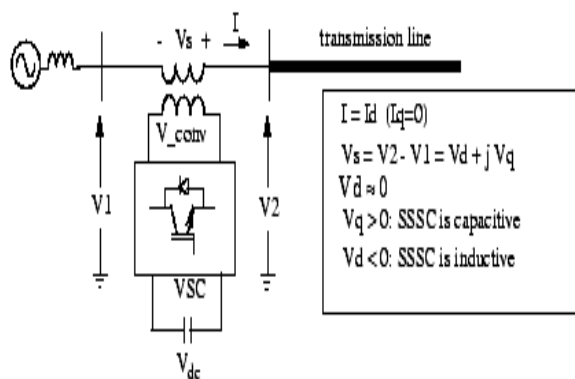 - Vs +
I
transmission line
V_conv
V1
V2
VSC
Vdc
I = Id (Iq=0)
Vs = V2 - V1 = Vd + j Vq
Vd ≈ 0
Vq > 0: SSSC is capacitive
Vd < 0: SSSC is inductive